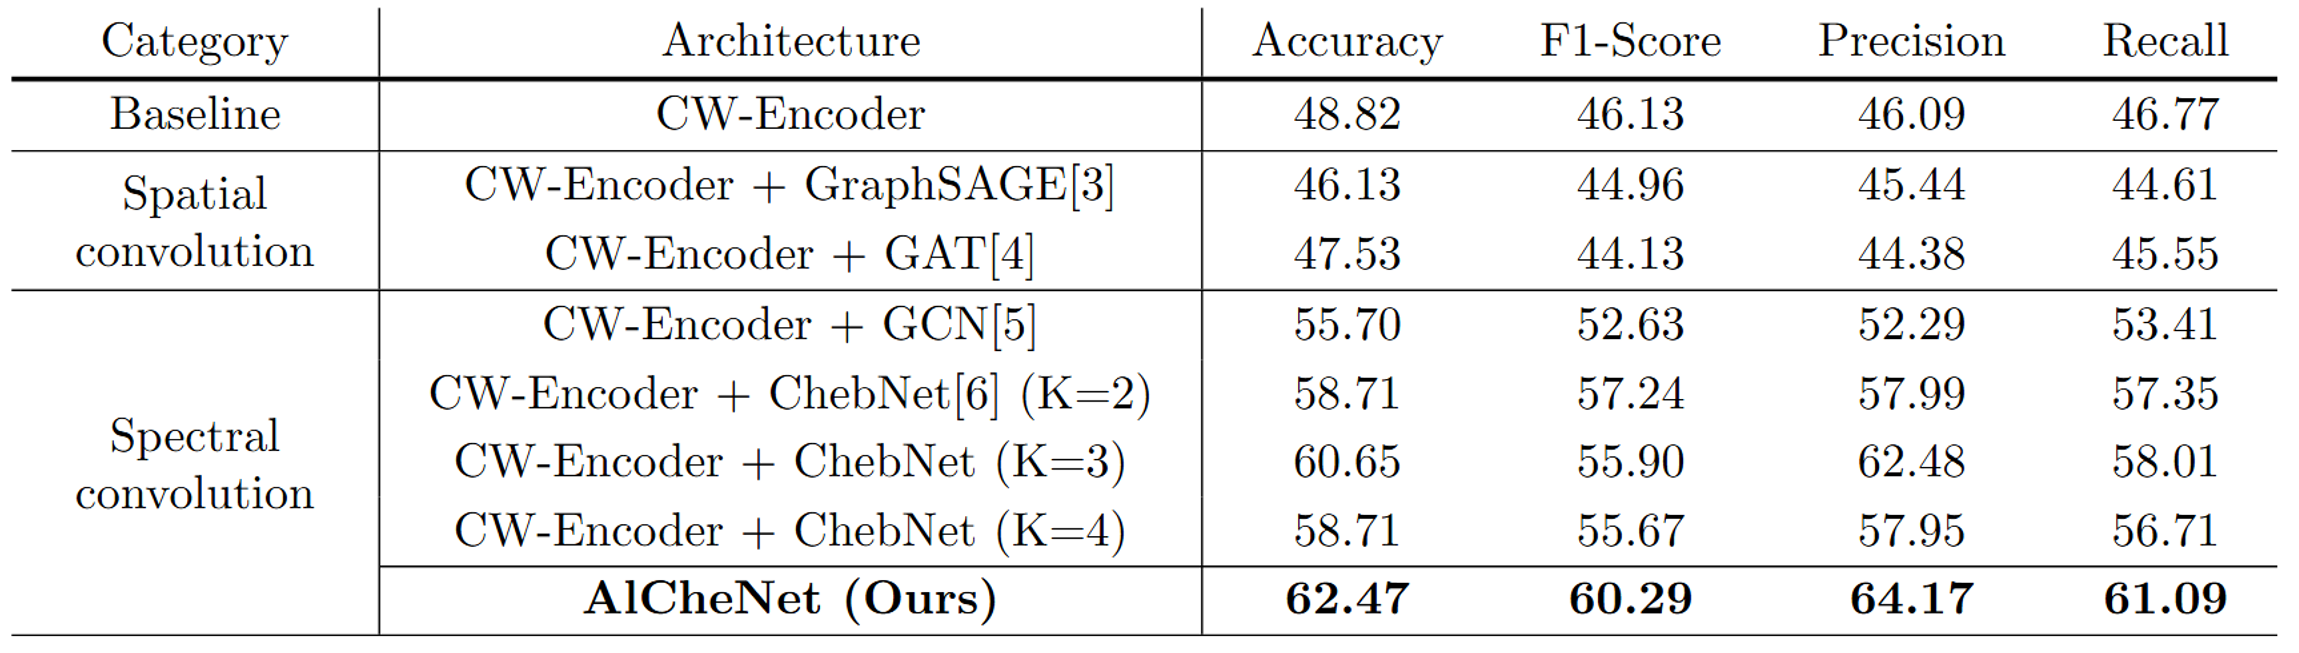 Category Architecture Accuracy F1-Score Precision Recall
Baseline CW-Encoder 48.82 46.13 46.09 46.77
Spatial convolution CW-Encoder + GraphSAGE[3] 46.13 44.96 45.44 44.61
CW-Encoder + GAT[4] 47.53 44.13 44.38 45.55
Spectral convolution CW-Encoder + GCN[5] 55.70 52.63 52.29 53.41
CW-Encoder + ChebNet[6] (K=2) 58.71 57.24 57.99 57.35
CW-Encoder + ChebNet (K=3) 60.65 55.90 62.48 58.01
CW-Encoder + ChebNet (K=4) 58.71 55.67 57.95 56.71
AlCheNet (Ours) 62.47 60.29 64.17 61.09